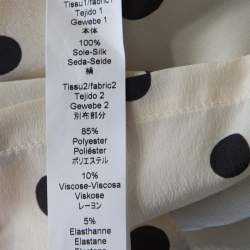 Tissu1/fabric1
Tejido 1
Gewebe 1
本体
100%
Soie-Silk
Seda-Seide
絹
Tissu2/fabric2
Tejido 2
Gewebe 2
別布部分
85%
Polyester
Poliéster
ポリエステル
10%
Viscose-Viscosa
Viskose
レーヨン
5%
Elasthanne
Elastane